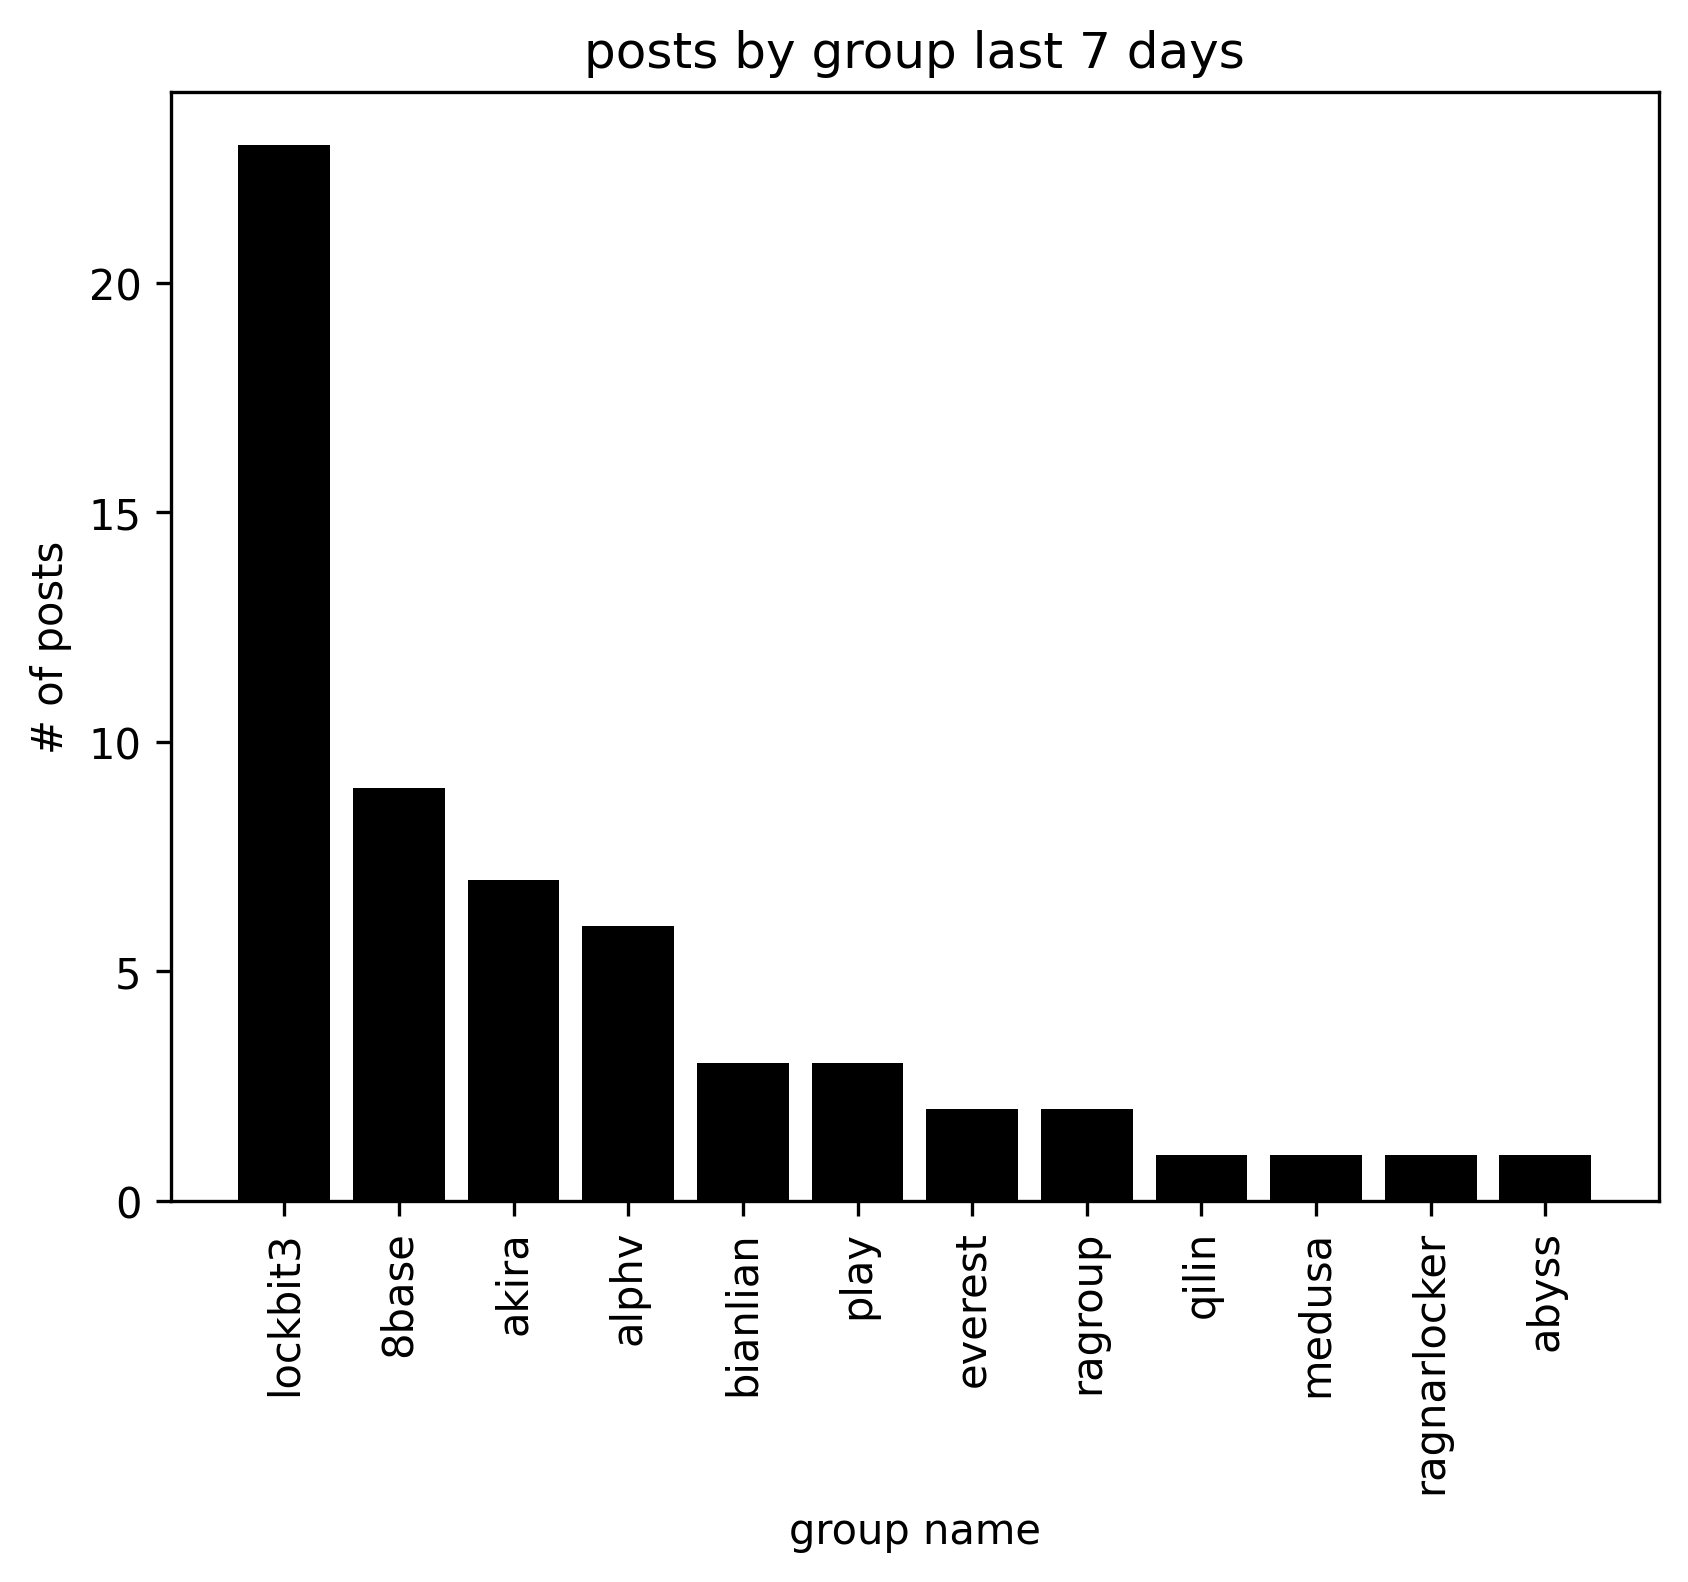 posts by group last 7 days
# of posts
20
15
10
5
0
lockbit3
8base
akira
alphv
bianlian
play
everest
ragroup
qilin
medusa
ragnarlocker
abyss
group name